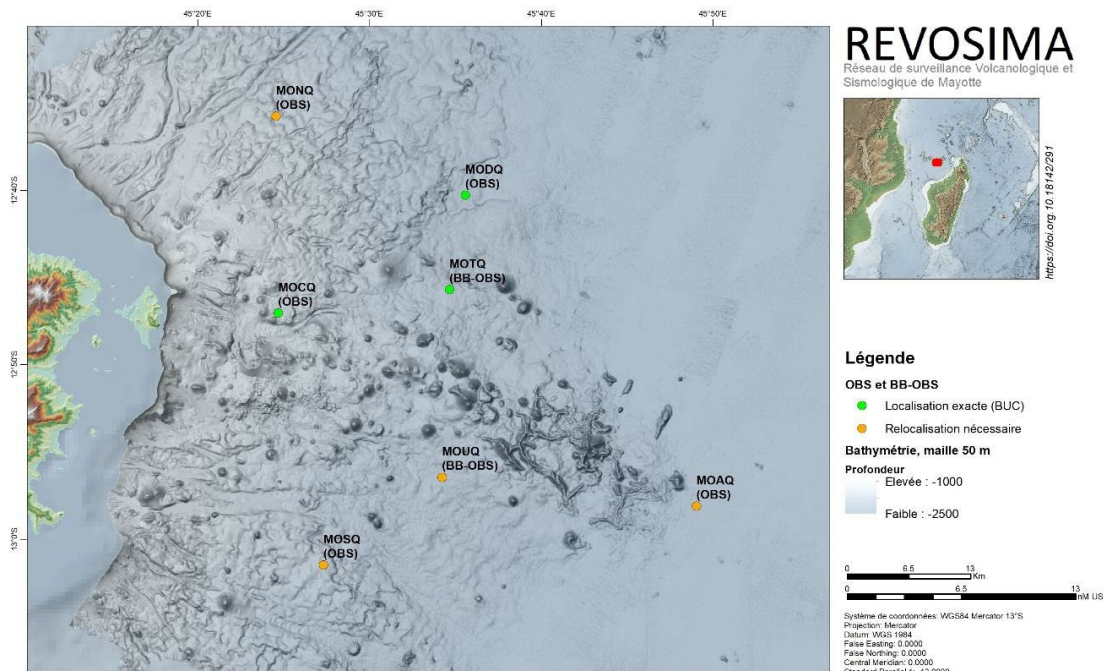 45°20'E
45°30'E
45°40'E
45°50'E
12°40'S
12°50'S
13°0'S
MONQ
(OBS)
MODQ
(OBS)
MOTQ
(BB-OBS)
MOCQ
(OBS)
MOUQ
(BB-OBS)
MOAQ
(OBS)
MOSQ
(OBS)
REVOSIMA
Réseau de surveillance Volcanologique et
Sismologique de Mayotte
https://doi.org.10.18142/291
Légende
OBS et BB-OBS
Localisation exacte (BUC)
Relocalisation nécessaire
Bathymétrie, maille 50 m
Profondeur
Elevée : -1000
Faible : -2500
0 6.5 13
Km
0 6.5 13
nM US
Système de coordonnées: WGS84 Mercator 13°S
Projection: Mercator
Datum: WGS 1984
False Easting: 0.0000
False Northing: 0.0000
Central Meridian: 0.0000